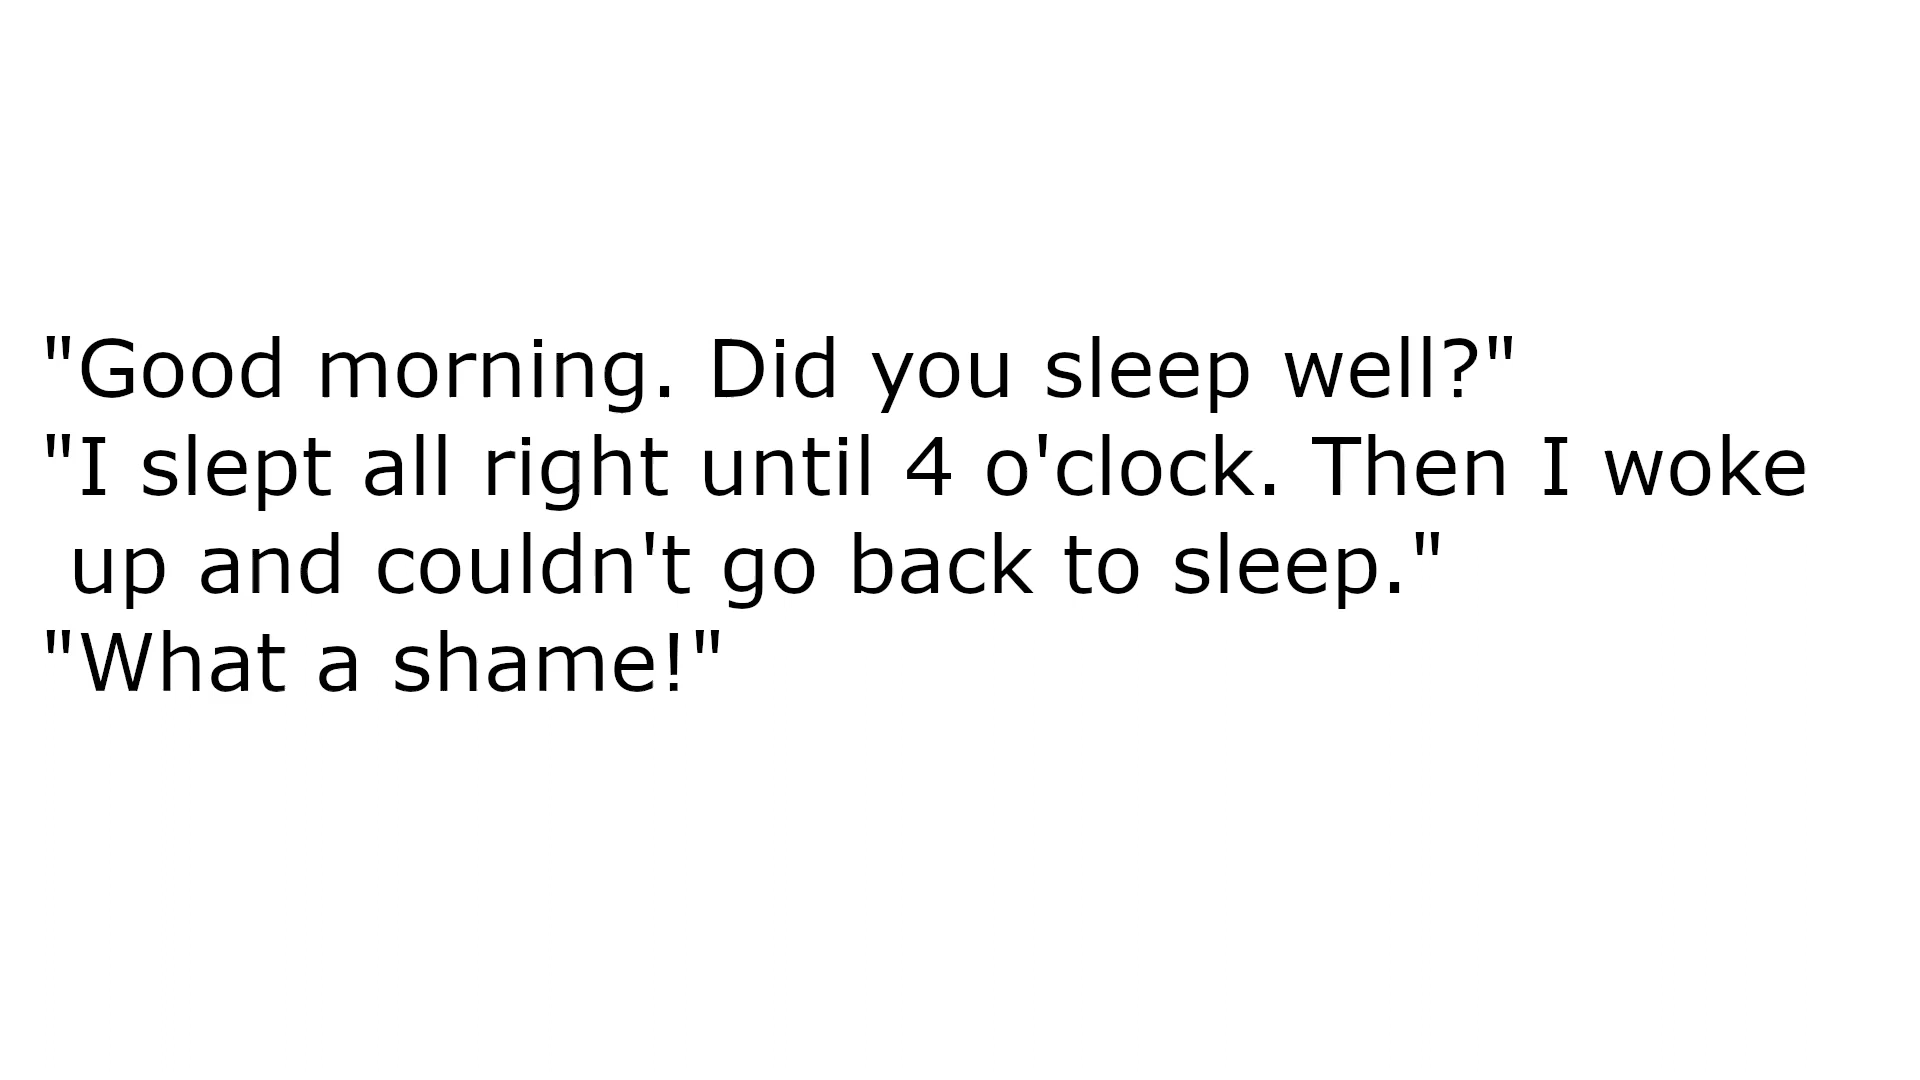 "Good morning. Did you sleep well?"
"I slept all right until 4 o'clock. Then I woke
up and couldn't go back to sleep."
"What a shame!"